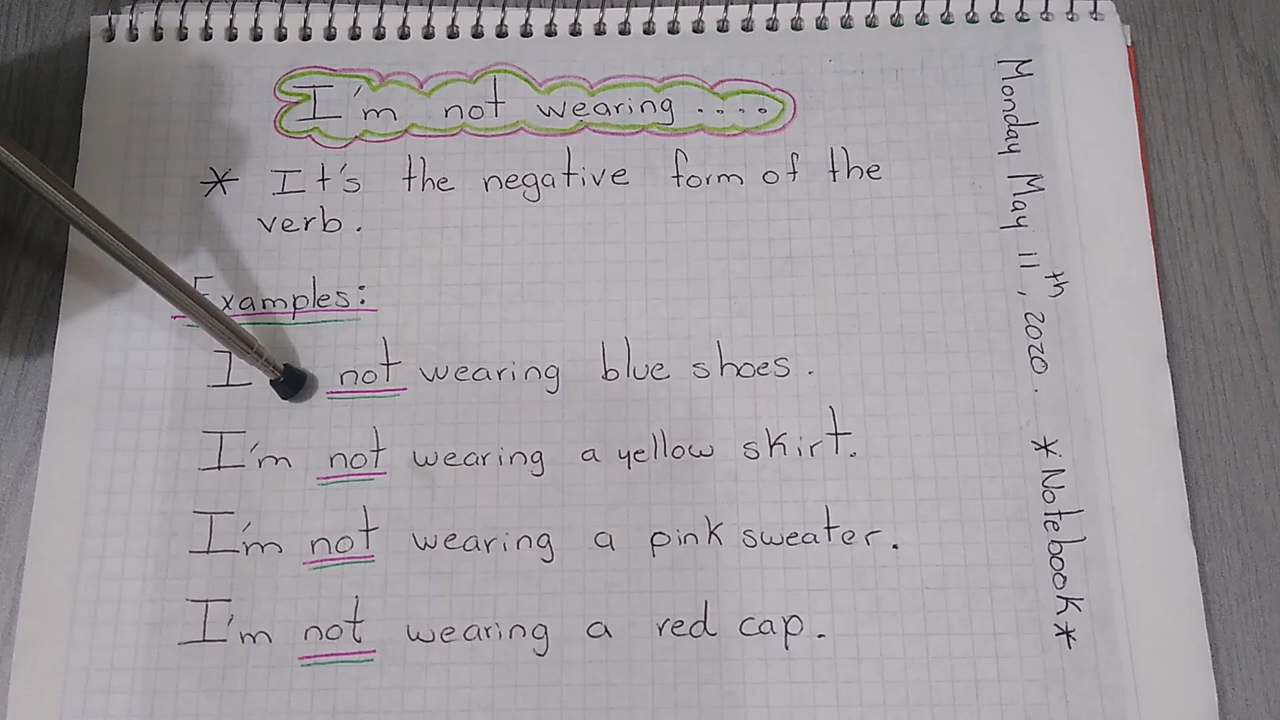 I'm not wearing ....
* It's the negative form of the
verb.
Examples:
I not wearing blue shoes.
I'm not wearing a yellow skirt.
I'm not wearing a pink sweater.
I'm not wearing a red cap.
Monday May 11th, 2020. *Notebook*